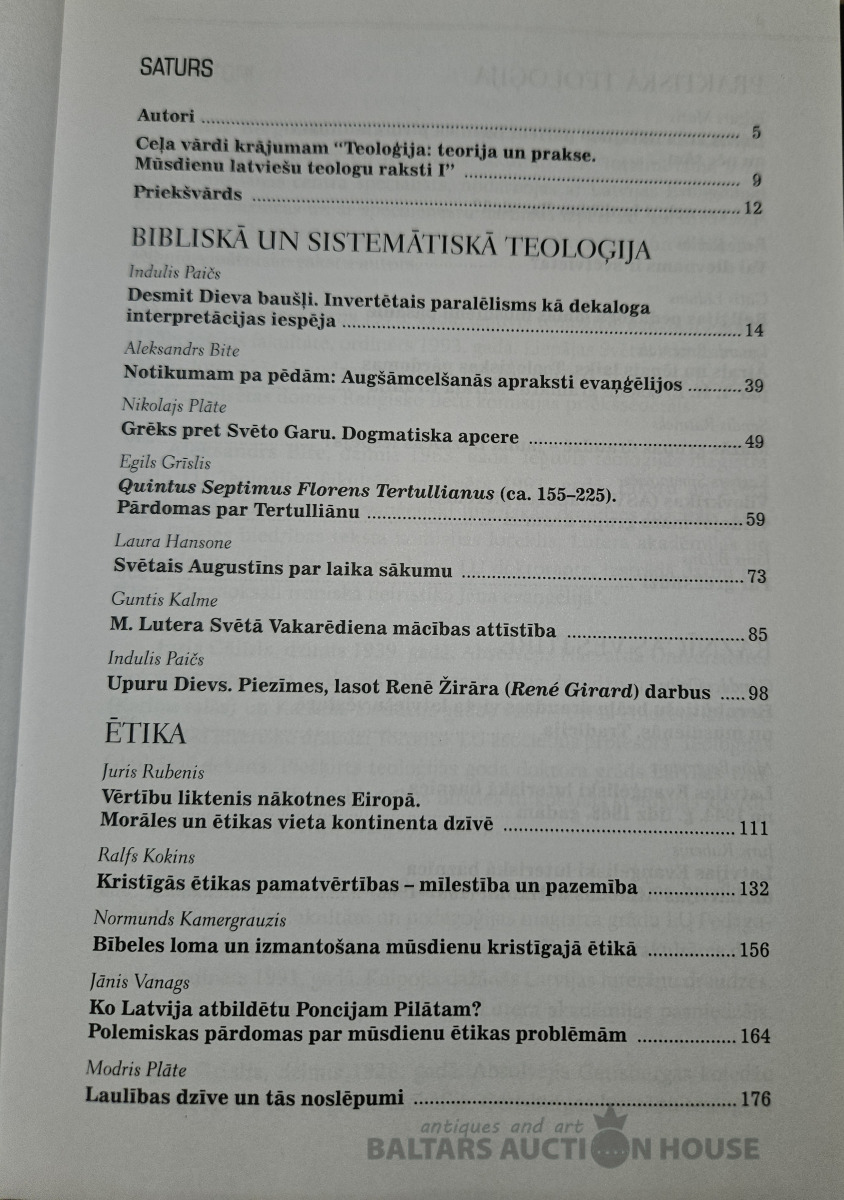 SATURS
Autori ........ 5
Ceļa vārdi krājumam “Teoloģija: teorija un prakse.
Mūsdienu latviešu teologu raksti I” ........ 9
Priekšvārds ........ 12
BIBLISKĀ UN SISTEMĀTISKĀ TEOLOĢIJA
Indulis Paičs
Desmit Dieva baušļi. Invertētais paralēlisms kā dekaloga
interpretācijas iespēja ........ 14
Aleksandrs Bite
Notikumam pa pēdām: Augšāmcelšanās apraksti evaņģēlijos ........ 39
Nikolajs Plāte
Grēks pret Svēto Garu. Dogmatiska apcere ........ 49
Egils Grīslis
Quintus Septimus Florens Tertullianus (ca. 155–225).
Pārdomas par Tertulliānu ........ 59
Laura Hansone
Svētais Augustīns par laika sākumu ........ 73
Guntis Kalme
M. Lutera Svētā Vakarēdiena mācības attīstība ........ 85
Indulis Paičs
Upuru Dievs. Piezīmes, lasot Renē Žirāra (René Girard) darbus ..... 98
ĒTIKA
Juris Rubenis
Vērtību liktenis nākotnes Eiropā.
Morāles un ētikas vieta kontinenta dzīvē ........ 111
Ralfs Kokins
Kristīgās ētikas pamatvērtības – mīlestība un pazemība ........ 132
Normunds Kamergrauzis
Bībeles loma un izmantošana mūsdienu kristīgajā ētikā ........ 156
Jānis Vanags
Ko Latvija atbildētu Poncijam Pilātam?
Polemiskas pārdomas par mūsdienu ētikas problēmām ........ 164
Modris Plāte
Laulības dzīve un tās noslēpumi ........ 176
antiques and art
BALTARS AUCTION HOUSE